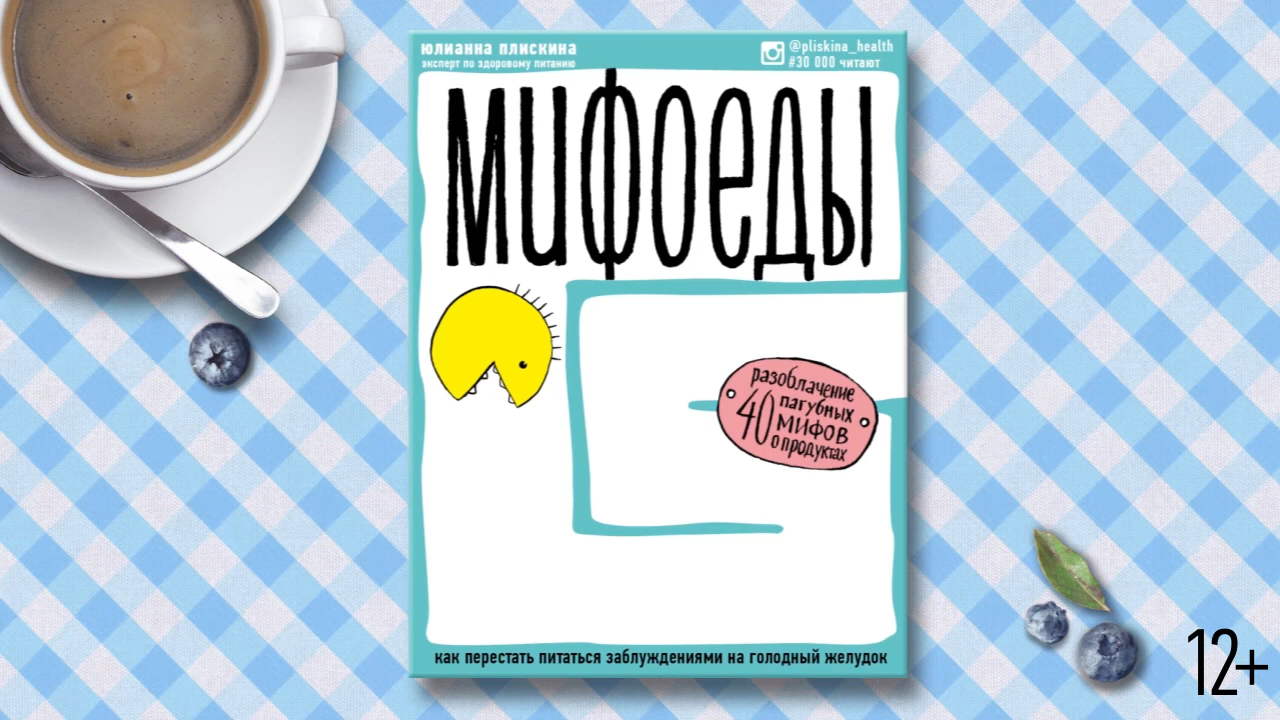 юлианна плискина
эксперт по здоровому питанию
@pliskina_health
#30 000 читают
мифоеды
разоблачение
40 пагубных
мифов
о продуктах
как перестать питаться заблуждениями на голодный желудок
12+